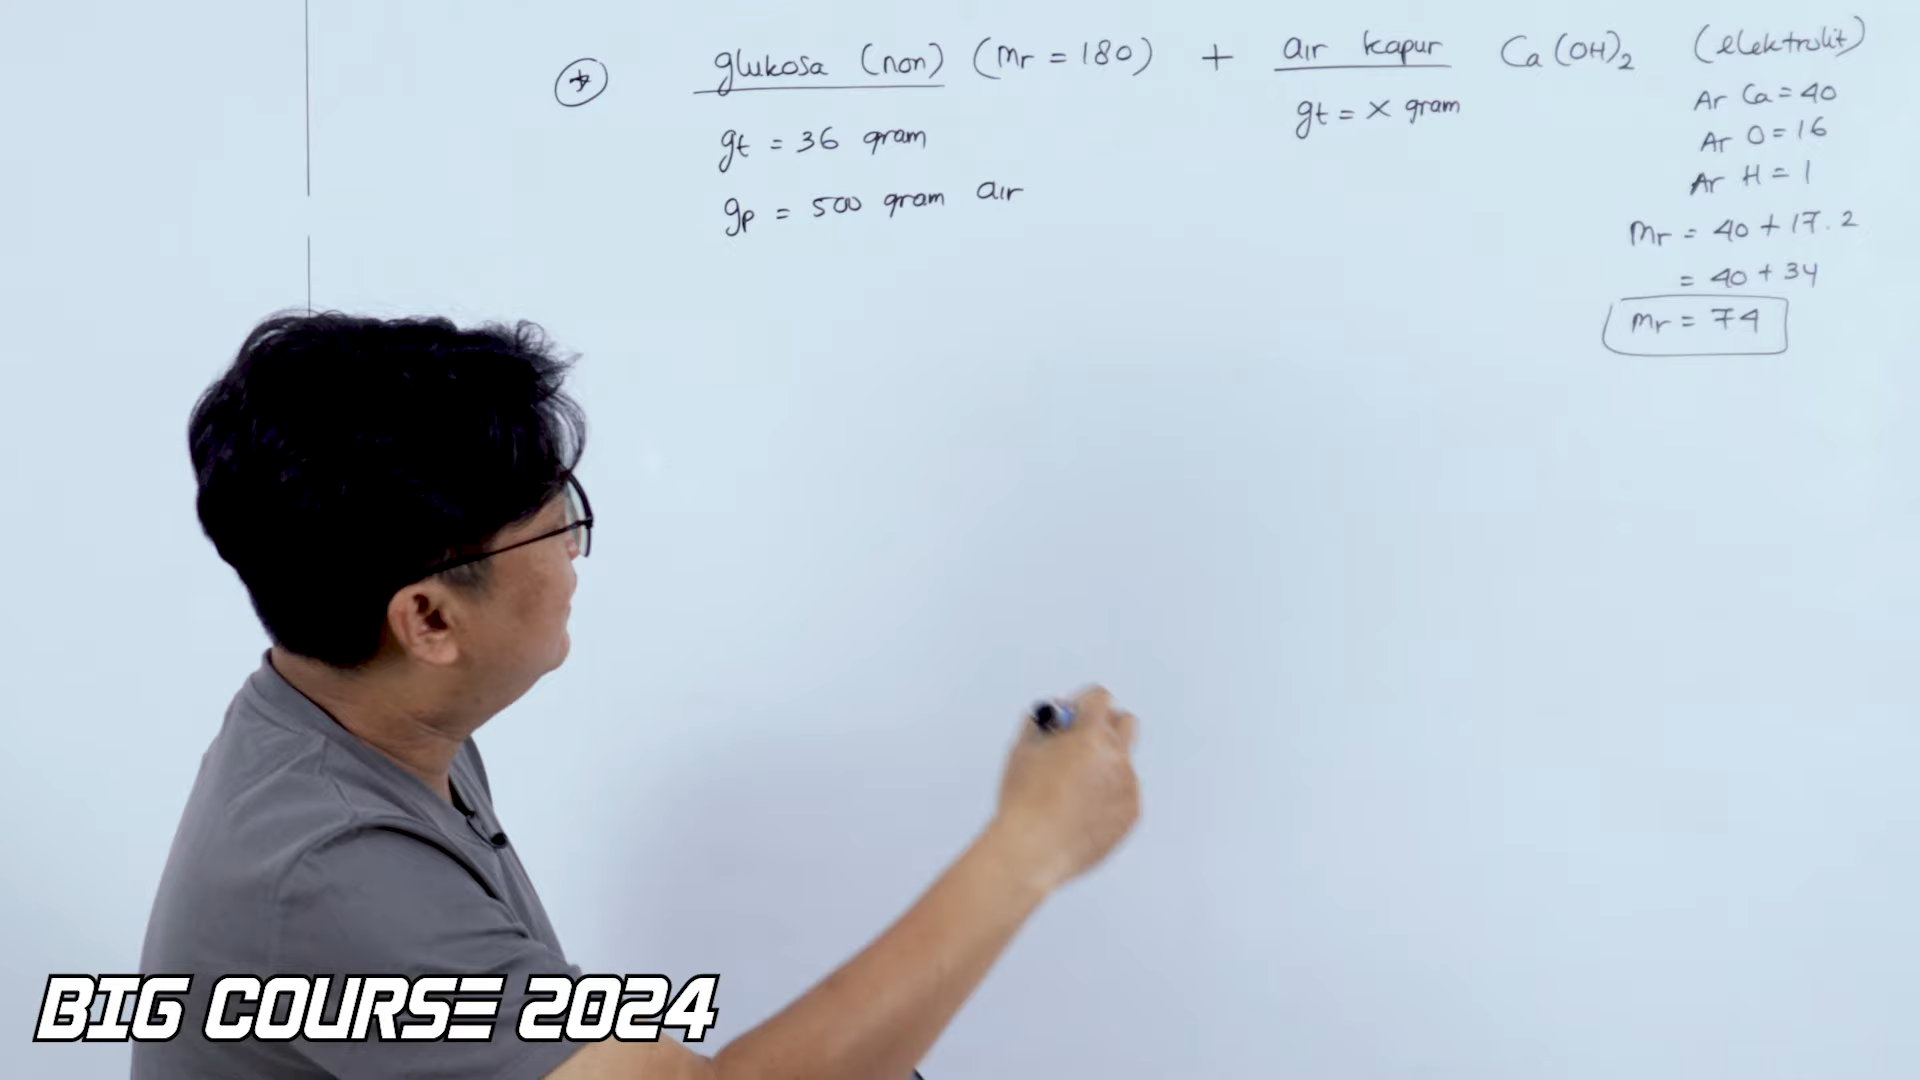 glukosa (non) (Mr = 180) + air kapur Ca(OH)₂ (elektrolit)
gt = 36 gram
gt = x gram
gp = 500 gram air
Ar Ca = 40
Ar O = 16
Ar H = 1
Mr = 40 + 17.2
= 40 + 34
Mr = 74
BIG COURSE 2024